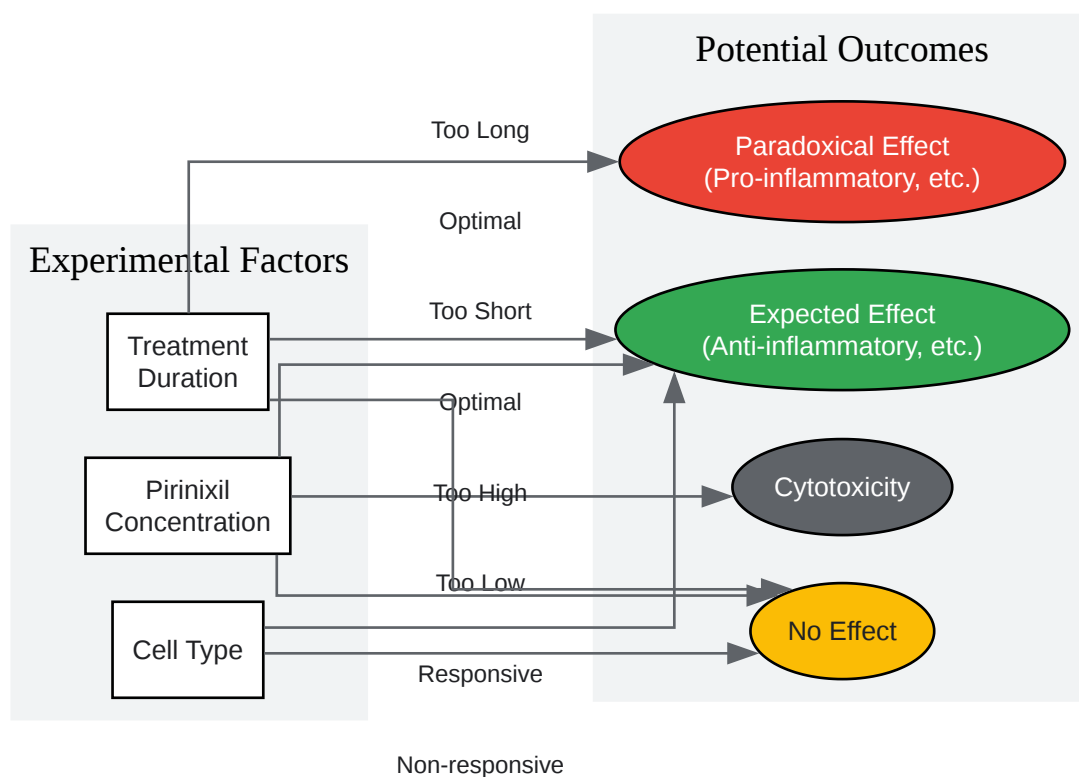 Potential Outcomes
Too Long
Paradoxical Effect
(Pro-inflammatory, etc.)
Optimal
Experimental Factors
Too Short
Expected Effect
(Anti-inflammatory, etc.)
Treatment
Duration
Optimal
Pirinixil
Concentration
Too High
Cytotoxicity
Too Low
No Effect
Cell Type
Responsive
Non-responsive